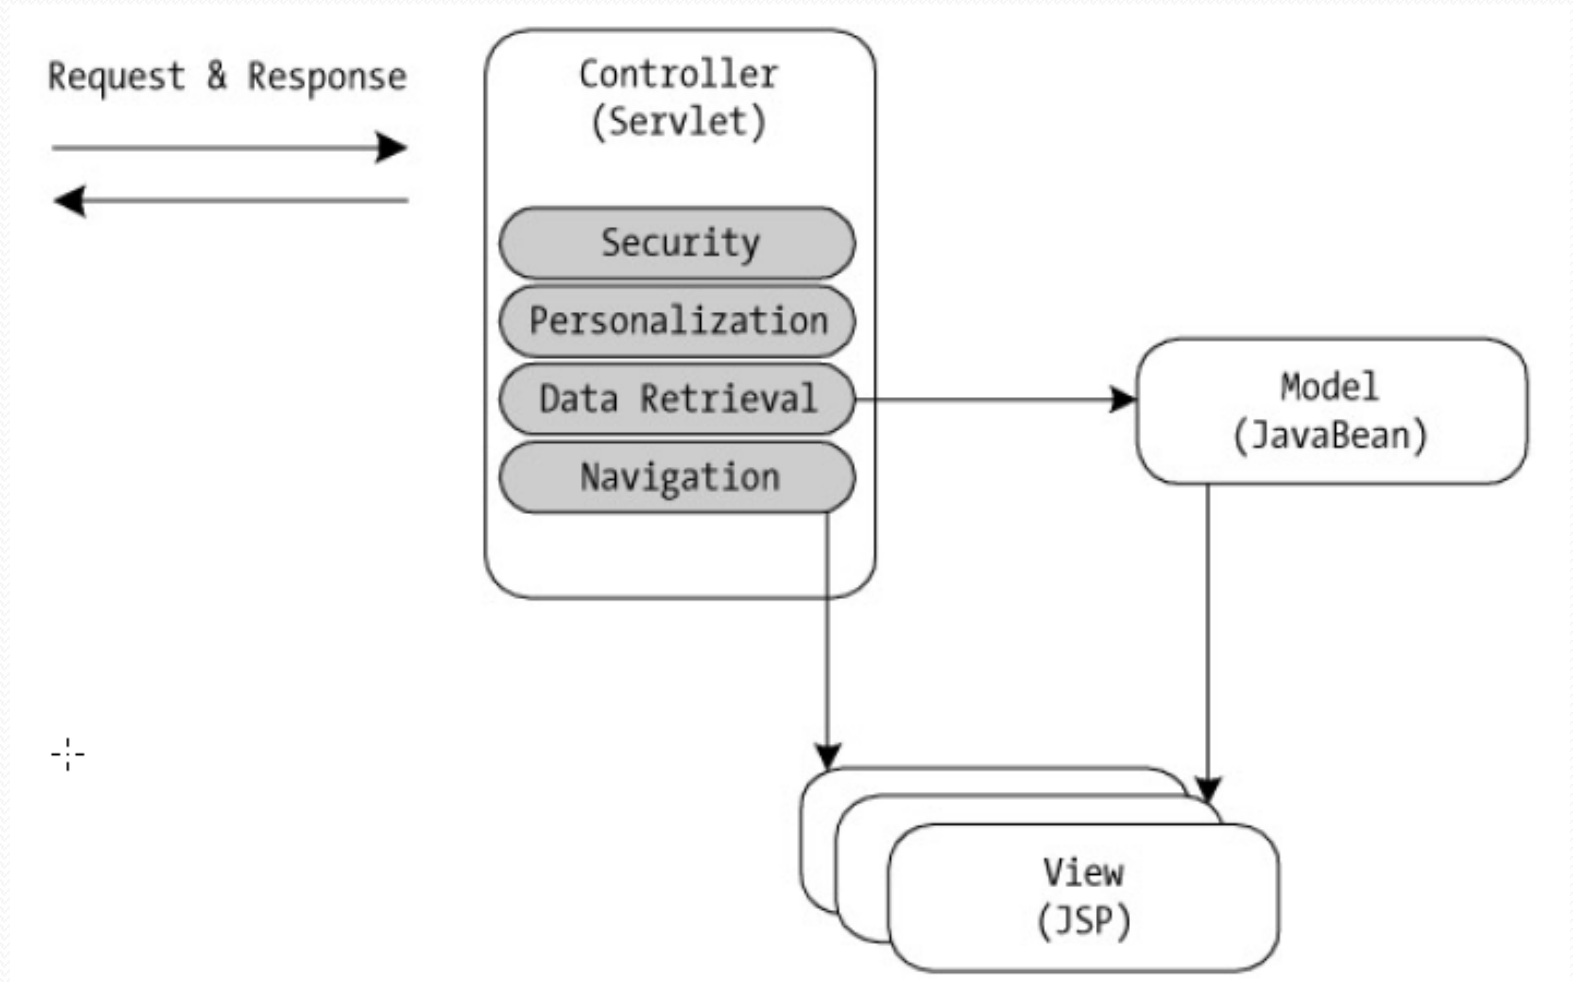 Request & Response
Controller
(Servlet)
Security
Personalization
Data Retrieval
Navigation
Model
(JavaBean)
View
(JSP)